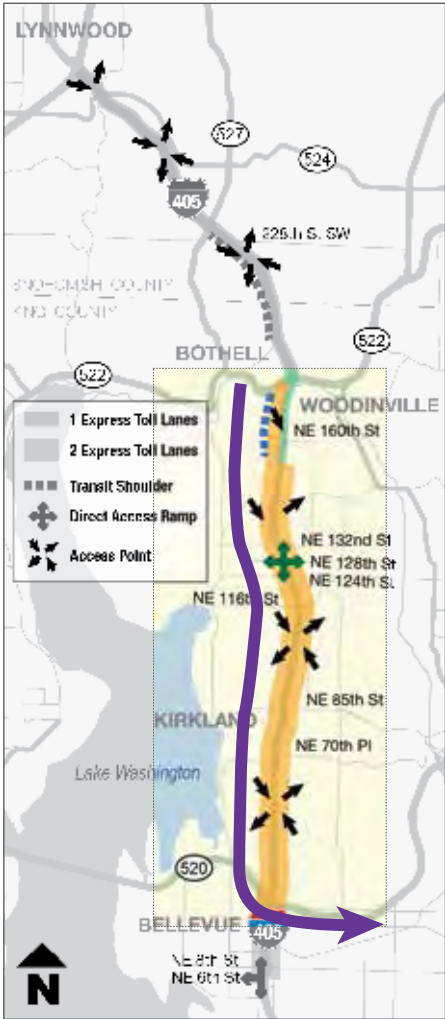 LYNNWOOD
527
524
405
228th St SW
SNOHOMISH COUNTY
KING COUNTY
522
BOTHELL
522
WOODINVILLE
1 Express Toll Lanes
2 Express Toll Lanes
Transit Shoulder
Direct Access Ramp
Access Point
NE 160th St
NE 132nd St
NE 128th St
NE 124th St
NE 116th St
NE 85th St
KIRKLAND
NE 70th Pl
Lake Washington
520
BELLEVUE
405
NE 8th St
NE 6th St
N